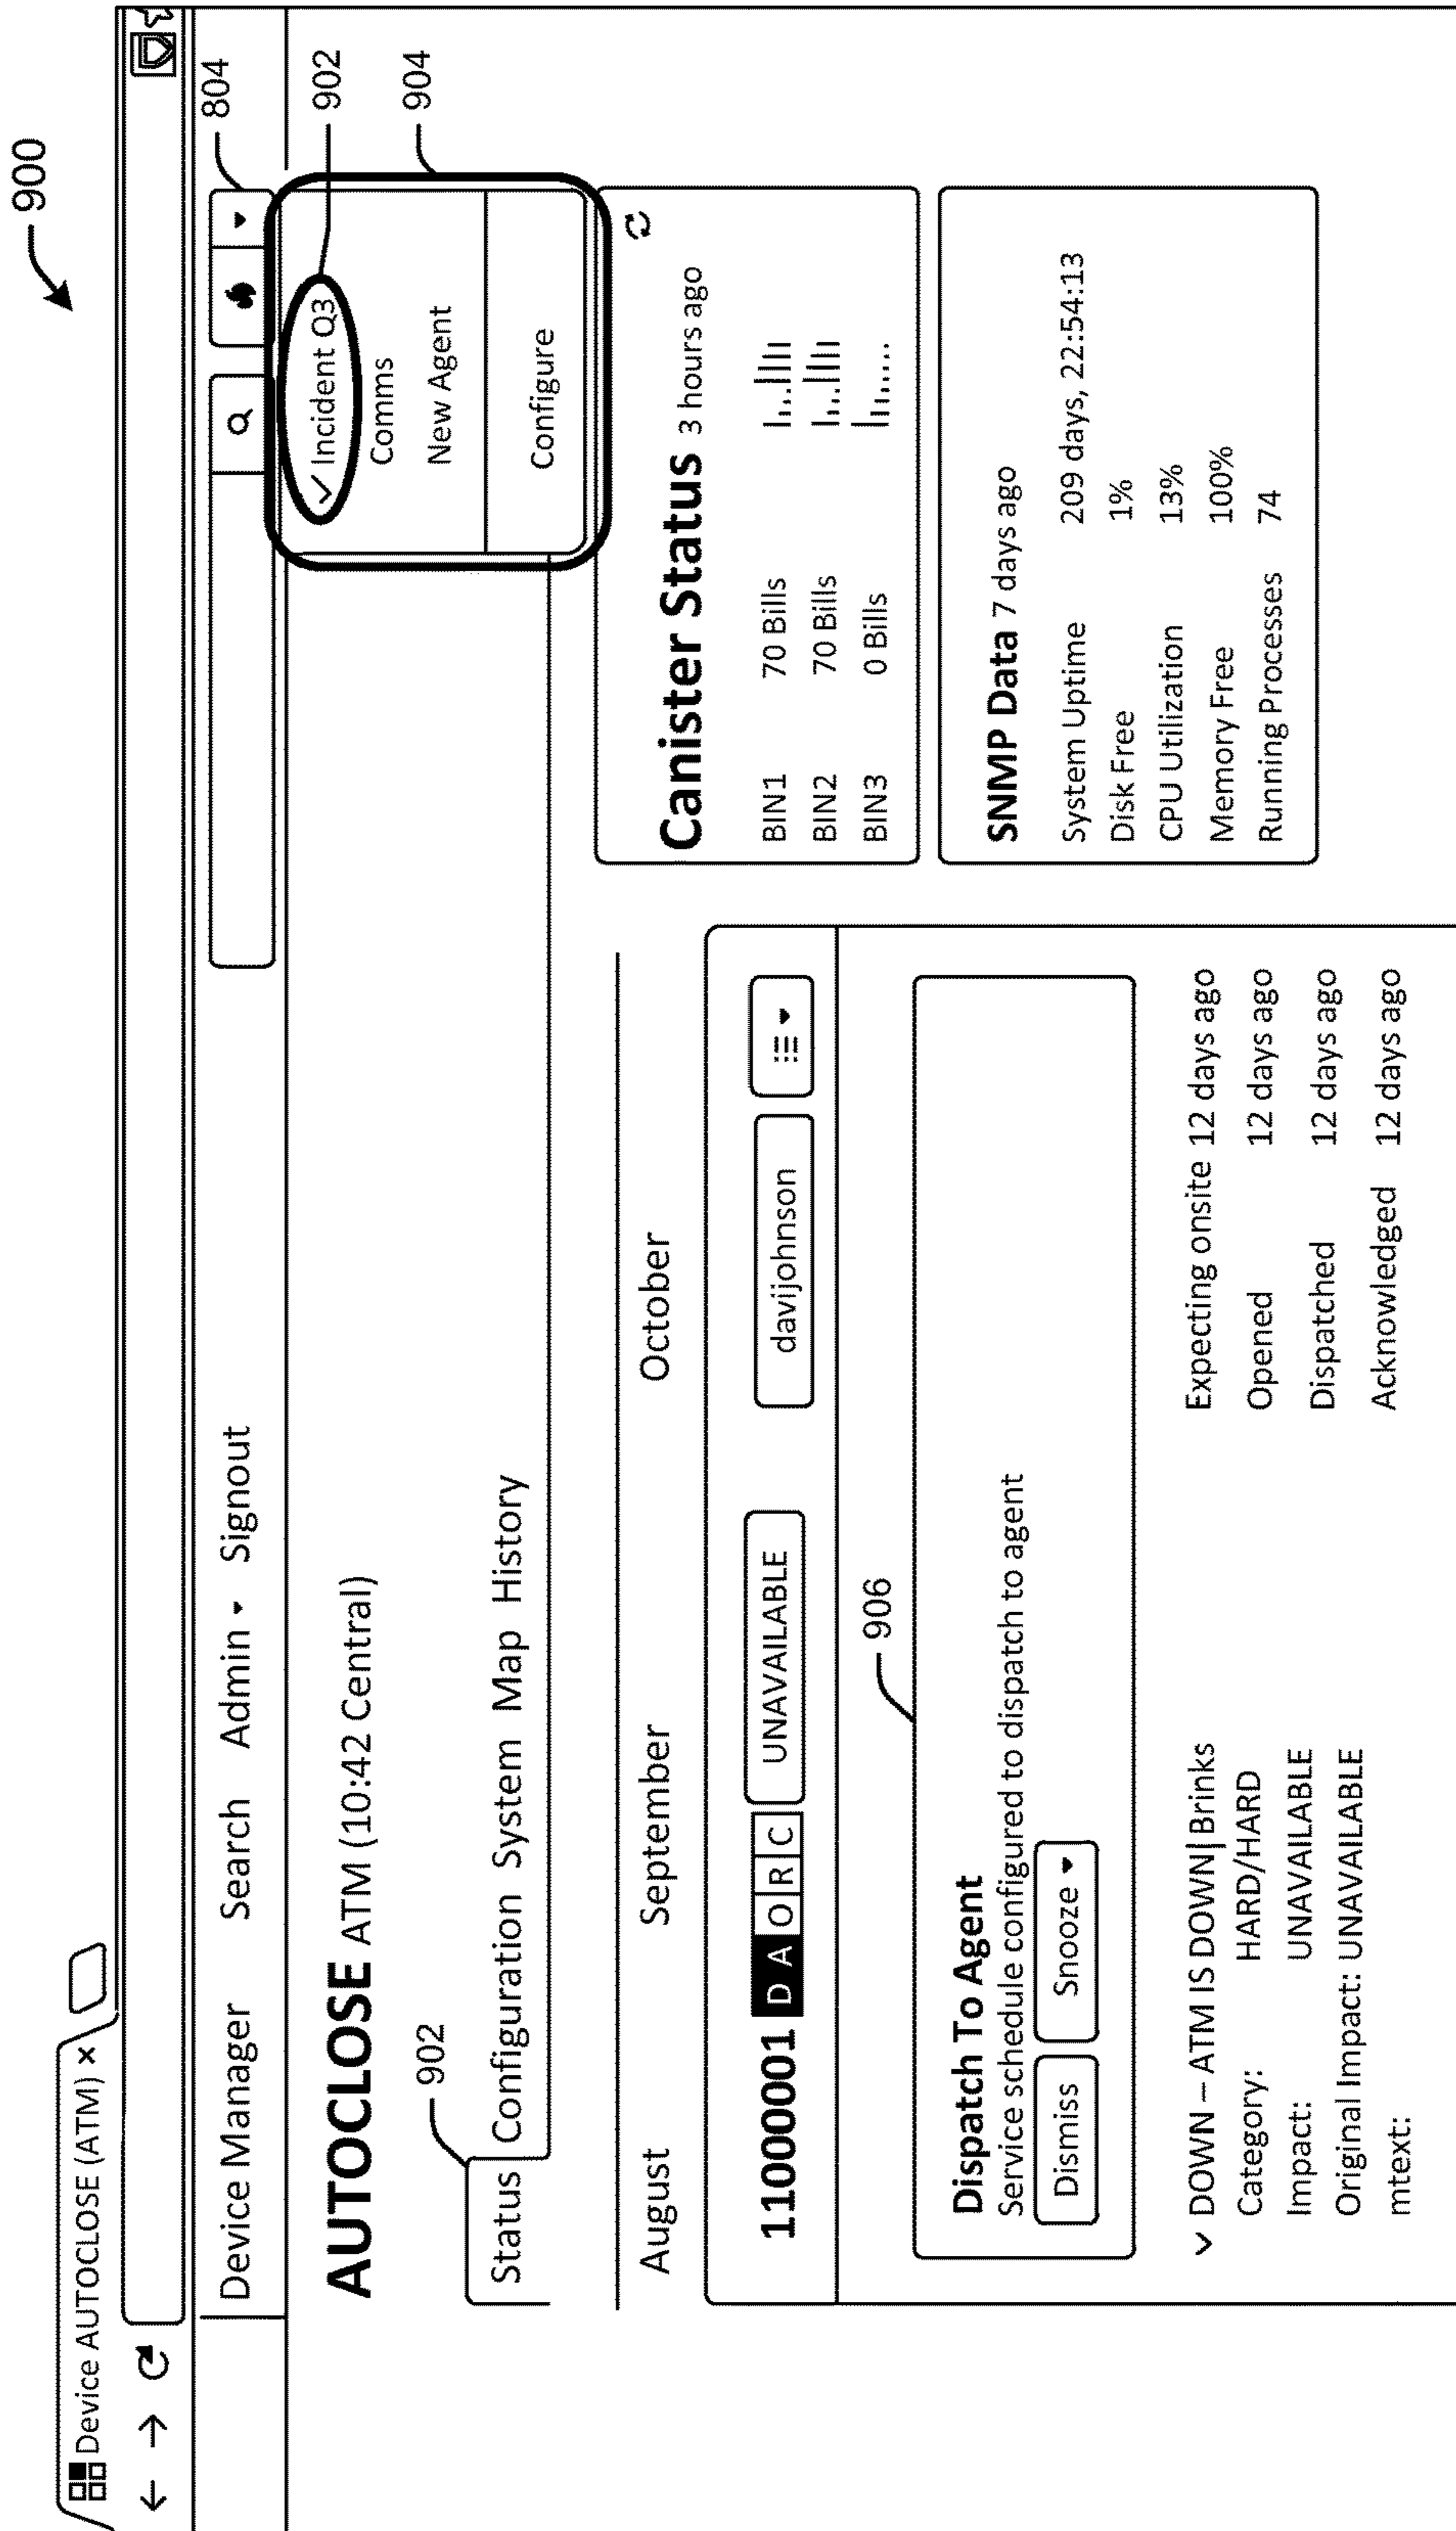 900
Device AUTOCLOSE (ATM) ×
Device Manager Search Admin Signout
804
AUTOCLOSE ATM (10:42 Central)
✓ Incident Q3
902
Comms
904
New Agent
Configure
902
Status Configuration System Map History
August September October
1100001 D A O R C UNAVAILABLE davijohnson
906
Dispatch To Agent
Service schedule configured to dispatch to agent
Dismiss Snooze
DOWN – ATM IS DOWN|Brinks
Category: HARD/HARD
Impact: UNAVAILABLE
Original Impact: UNAVAILABLE
mtext:
Expecting onsite 12 days ago
Opened 12 days ago
Dispatched 12 days ago
Acknowledged 12 days ago
Canister Status 3 hours ago
BIN1 70 Bills
BIN2 70 Bills
BIN3 0 Bills
SNMP Data 7 days ago
System Uptime 209 days, 22:54:13
Disk Free 1%
CPU Utilization 13%
Memory Free 100%
Running Processes 74